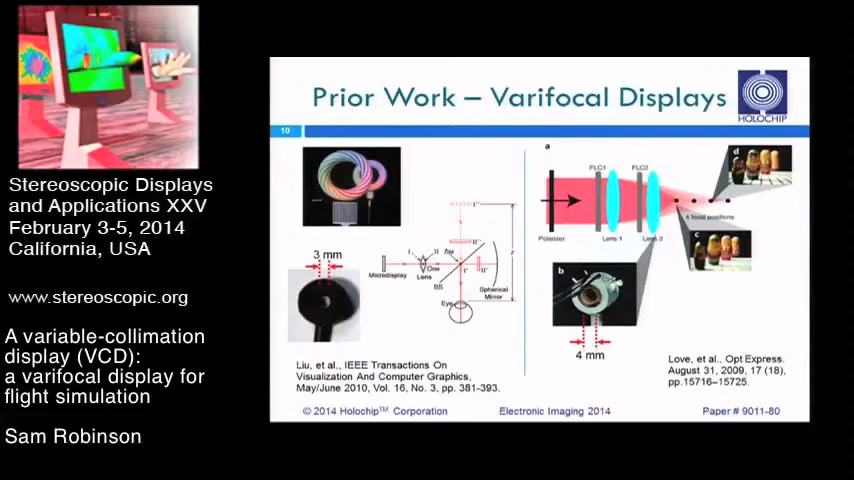 Stereoscopic Displays
and Applications XXV
February 3-5, 2014
California, USA
www.stereoscopic.org
A variable-collimation
display (VCD):
a varifocal display for
flight simulation
Sam Robinson
Prior Work – Varifocal Displays
HOLOCHIP
10
3 mm
Microdisplay
Lens
BS
Eye
Spherical
Mirror
Liu, et al., IEEE Transactions On
Visualization And Computer Graphics,
May/June 2010, Vol. 16, No. 3, pp. 381-393.
a
FLC1
FLC2
Polarizer
Lens 1
Lens 2
4 focal positions
d
c
b
4 mm
Love, et al., Opt Express.
August 31, 2009, 17 (18),
pp.15716–15725.
© 2014 Holochip™ Corporation
Electronic Imaging 2014
Paper # 9011-80